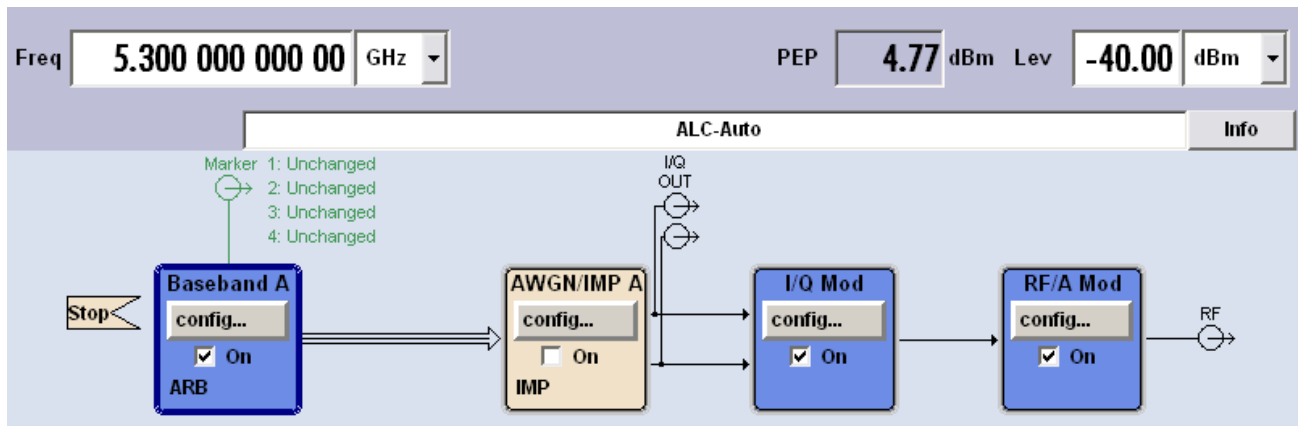 Freq 5.300 000 000 00 GHz PEP 4.77 dBm Lev -40.00 dBm
ALC-Auto Info
Marker 1: Unchanged
2: Unchanged
3: Unchanged
4: Unchanged
I/Q
OUT
Stop
Baseband A
config...
On
ARB
AWGN/IMP A
config...
On
IMP
I/Q Mod
config...
On
RF/A Mod
config...
On
RF